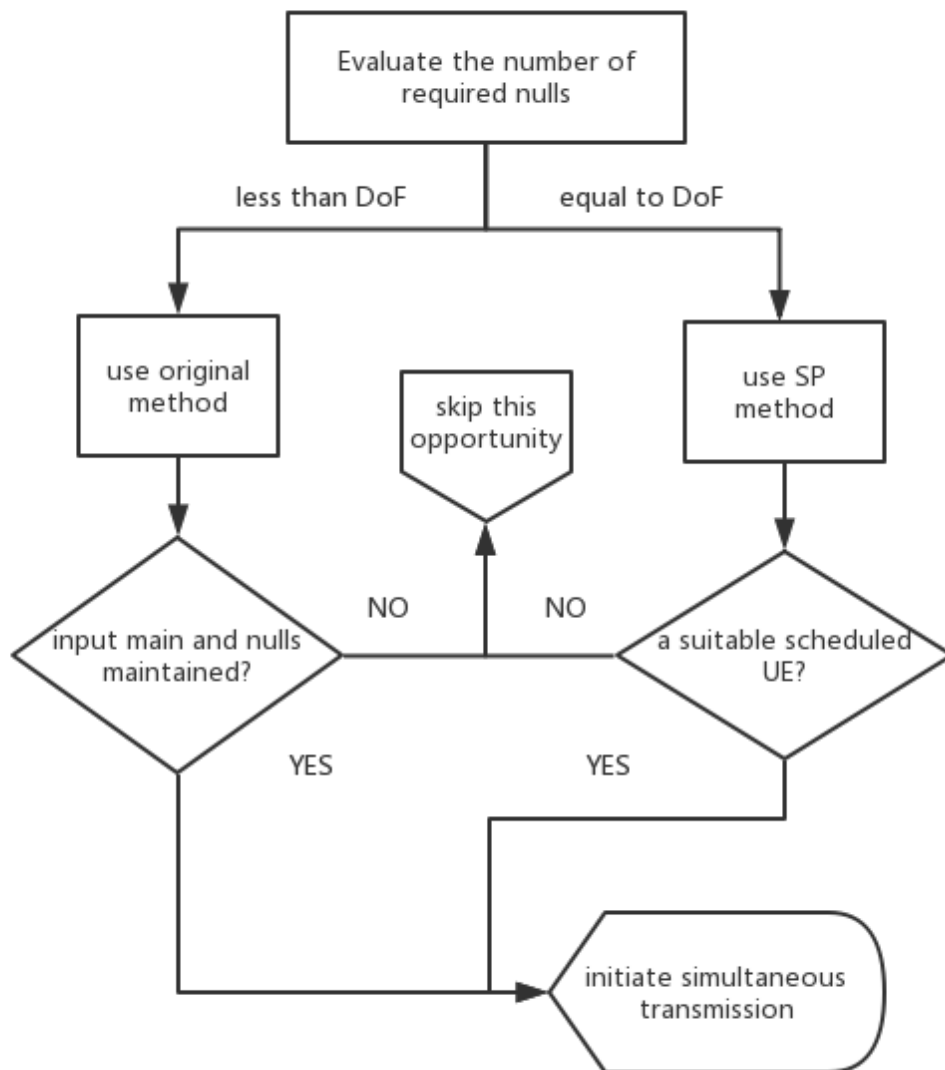 Evaluate the number of
required nulls
less than DoF
equal to DoF
use original
method
skip this
opportunity
use SP
method
NO
NO
input main and nulls
maintained?
a suitable scheduled
UE?
YES
YES
initiate simultaneous
transmission